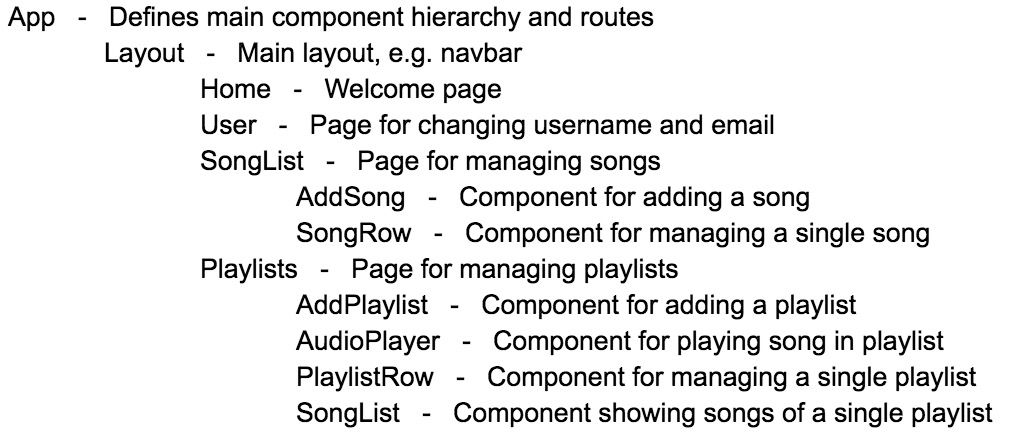 App - Defines main component hierarchy and routes
Layout - Main layout, e.g. navbar
Home - Welcome page
User - Page for changing username and email
SongList - Page for managing songs
AddSong - Component for adding a song
SongRow - Component for managing a single song
Playlists - Page for managing playlists
AddPlaylist - Component for adding a playlist
AudioPlayer - Component for playing song in playlist
PlaylistRow - Component for managing a single playlist
SongList - Component showing songs of a single playlist